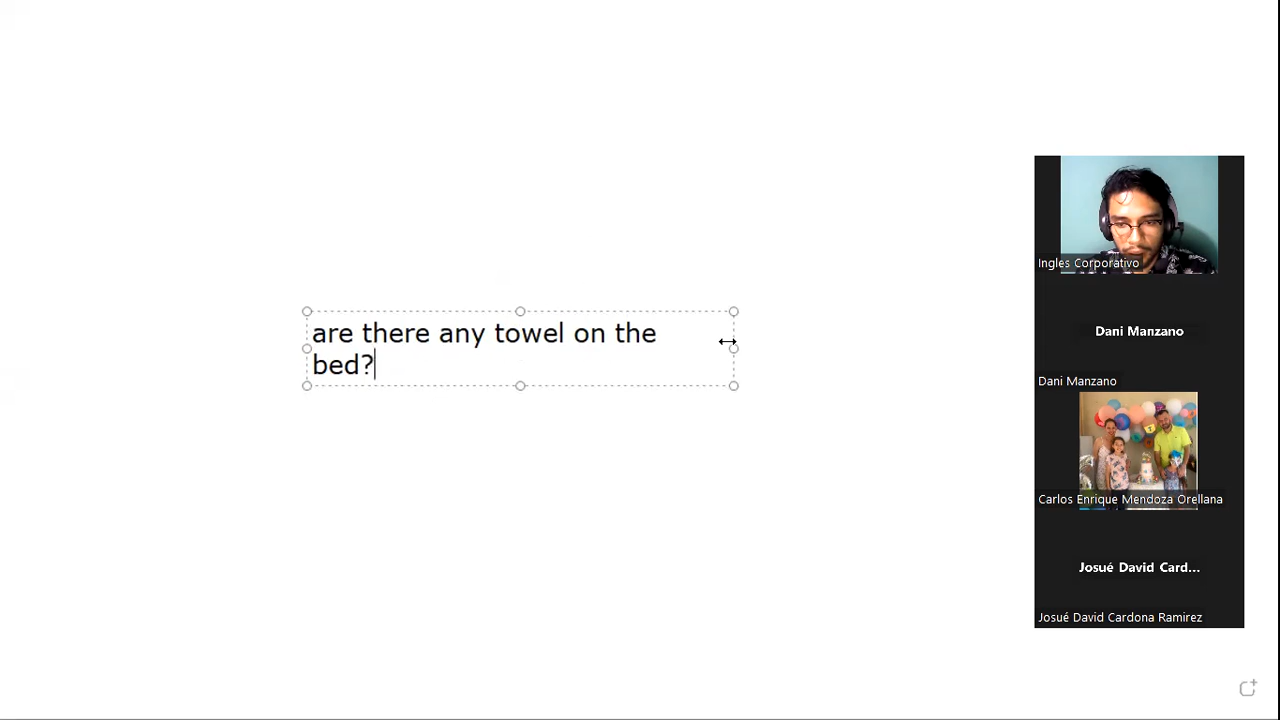 are there any towel on the
bed?
Ingles Corporativo
Dani Manzano
Dani Manzano
Carlos Enrique Mendoza Orellana
Josué David Card...
Josué David Cardona Ramirez